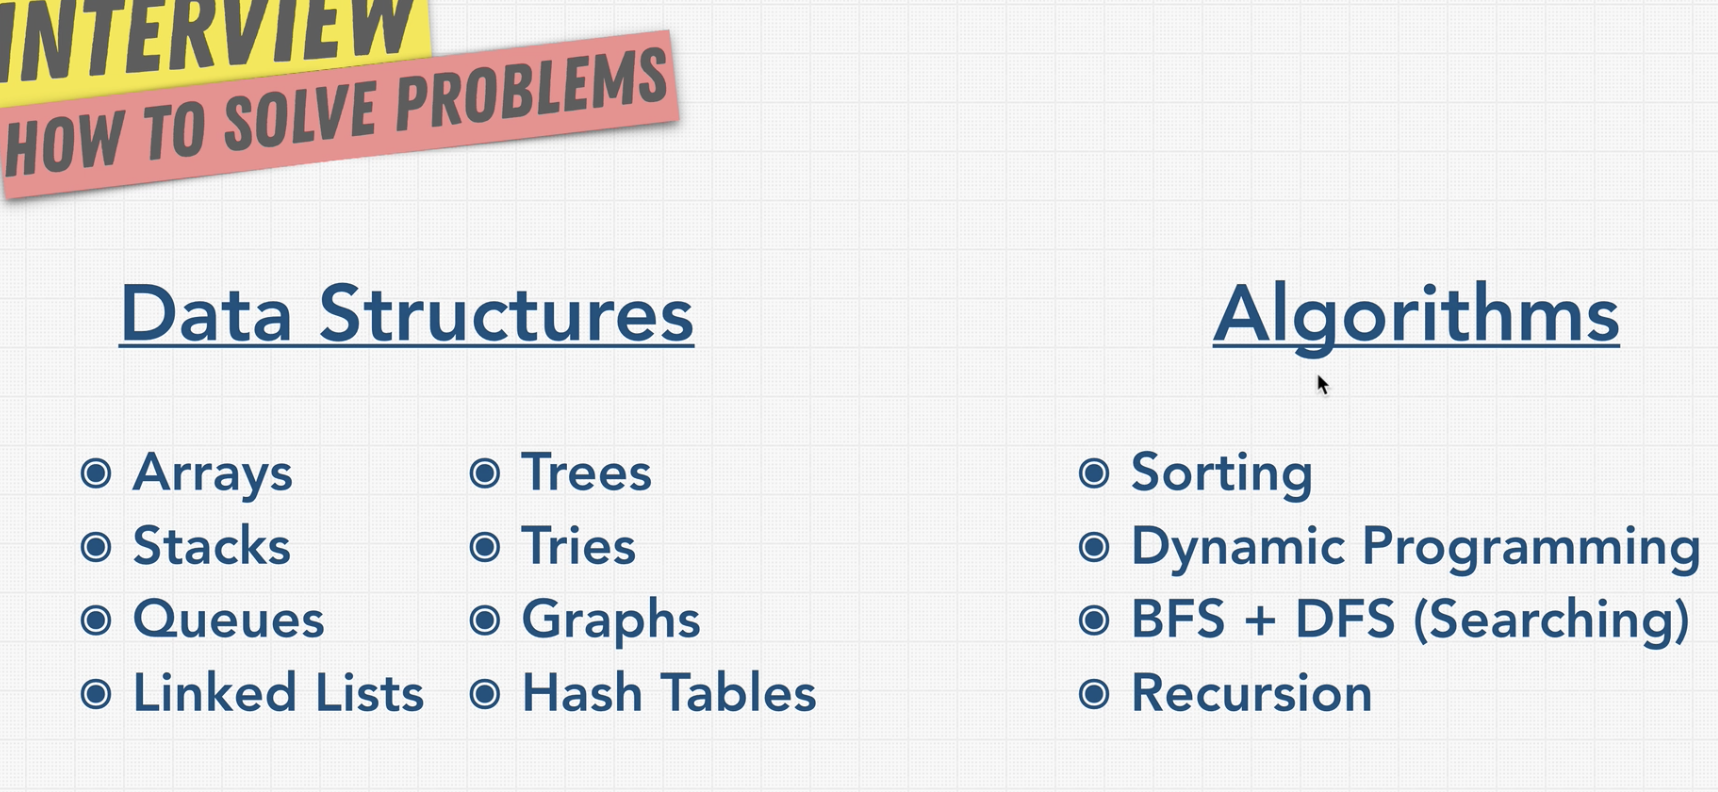 INTERVIEW
HOW TO SOLVE PROBLEMS
Data Structures
Arrays
Stacks
Queues
Linked Lists
Trees
Tries
Graphs
Hash Tables
Algorithms
Sorting
Dynamic Programming
BFS + DFS (Searching)
Recursion